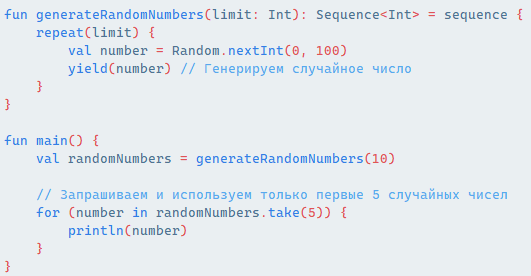 fun generateRandomNumbers(limit: Int): Sequence<Int> = sequence {
    repeat(limit) {
        val number = Random.nextInt(0, 100)
        yield(number) // Генерируем случайное число
    }
}

fun main() {
    val randomNumbers = generateRandomNumbers(10)

    // Запрашиваем и используем только первые 5 случайных чисел
    for (number in randomNumbers.take(5)) {
        println(number)
    }
}